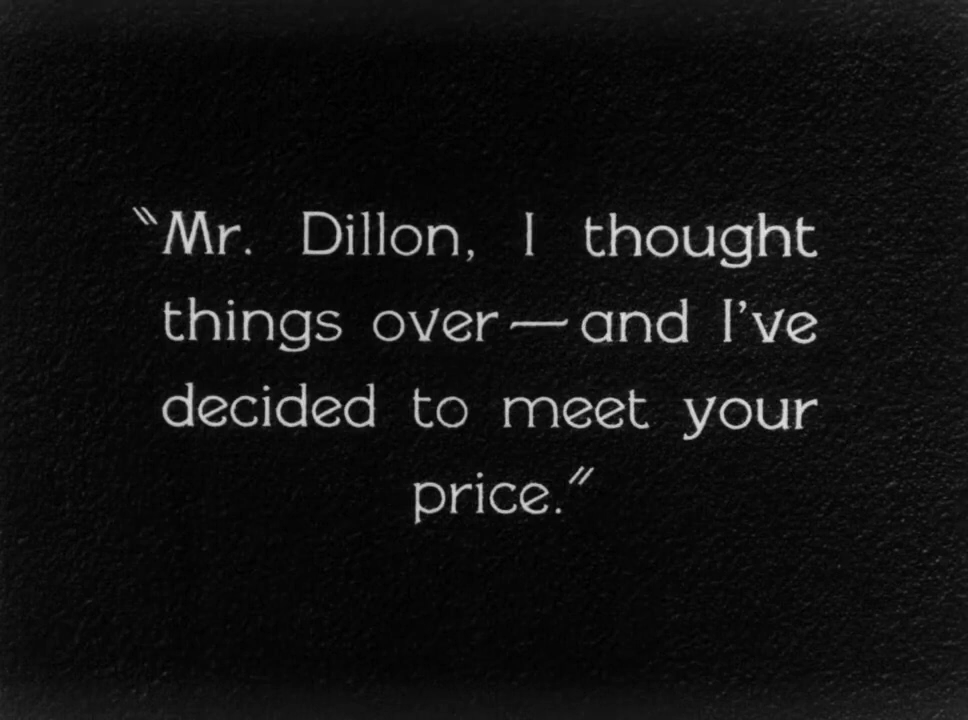 "Mr. Dillon, I thought
things over—and I've
decided to meet your
price."